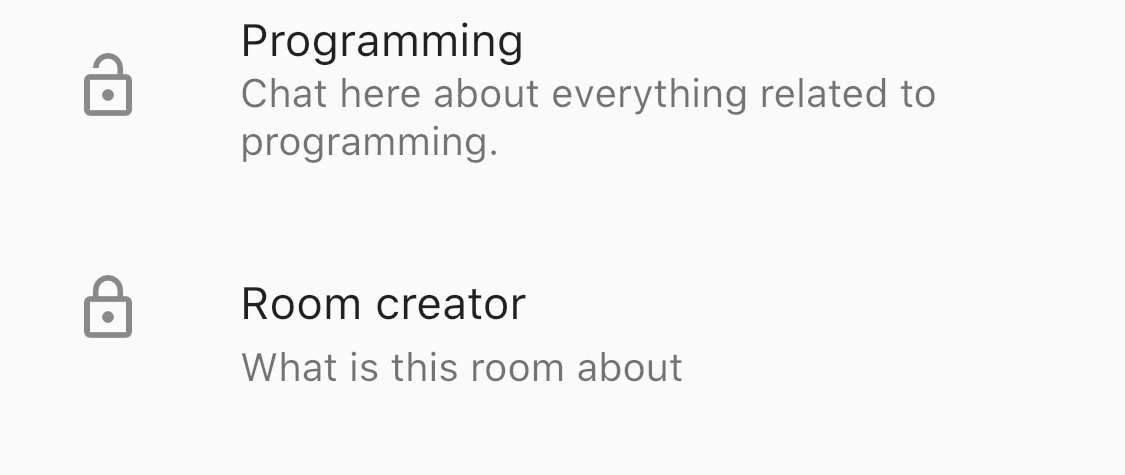 Programming
Chat here about everything related to
programming.
Room creator
What is this room about